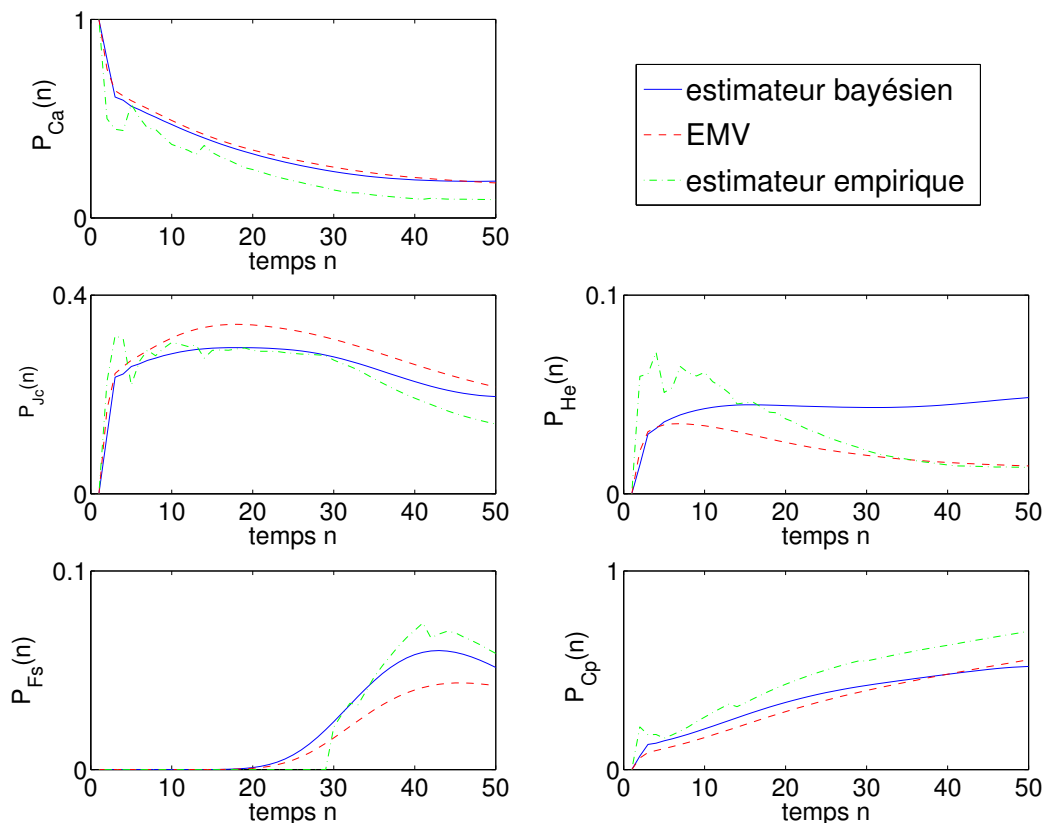 1
0
P_Ca(n)
0 10 20 30 40 50
temps n
estimateur bayésien
EMV
estimateur empirique
0.4
0
P_Jc(n)
0 10 20 30 40 50
temps n
0.1
0
P_He(n)
0 10 20 30 40 50
temps n
0.1
0
P_Fs(n)
0 10 20 30 40 50
temps n
1
0
P_Cp(n)
0 10 20 30 40 50
temps n